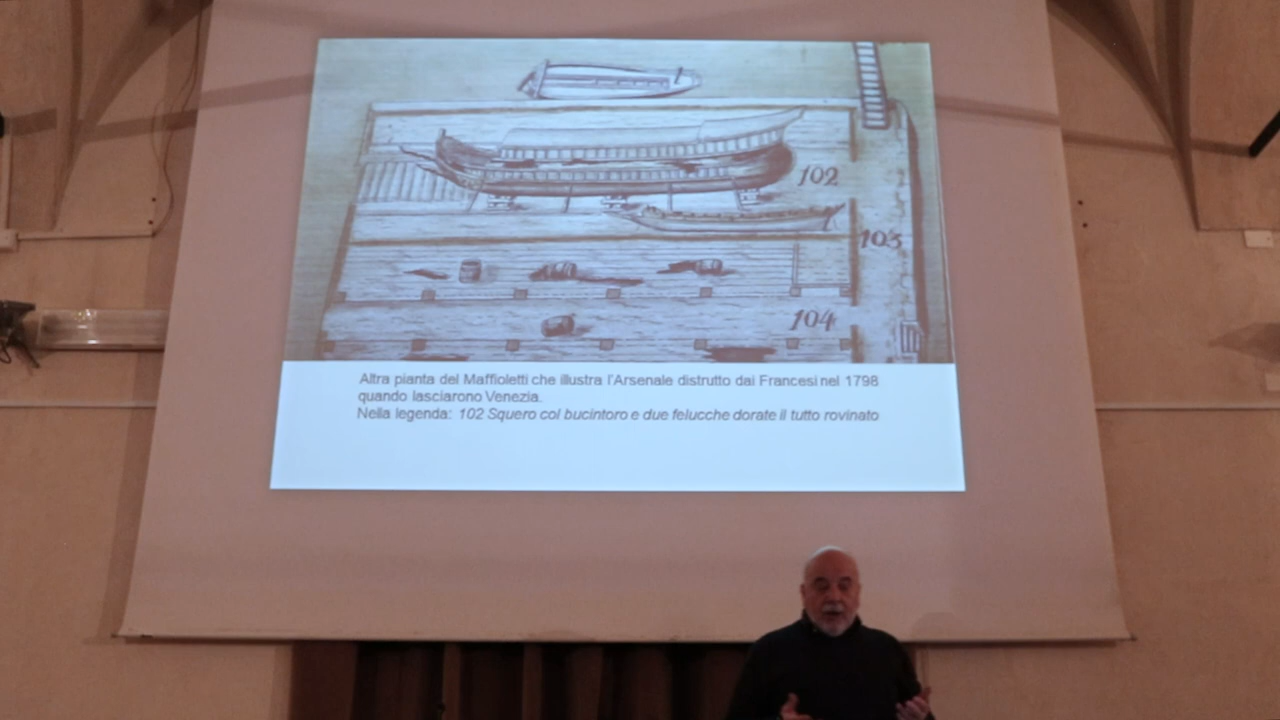 102
103
104
Altra pianta del Maffioletti che illustra l'Arsenale distrutto dai Francesi nel 1798
quando lasciarono Venezia.
Nella legenda: 102 Squero col bucintoro e due felucche dorate il tutto rovinato